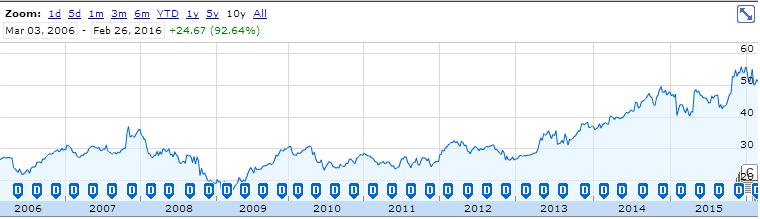 Zoom: 1d 5d 1m 3m 6m YTD 1y 5y 10y All
Mar 03, 2006 - Feb 26, 2016 +24.67 (92.64%)
60
50
40
30
20
D D D D D D D D D D D D D D D D D D D D D D D D D D D D D D D D D D D D D D D D
2006 2007 2008 2009 2010 2011 2012 2013 2014 2015